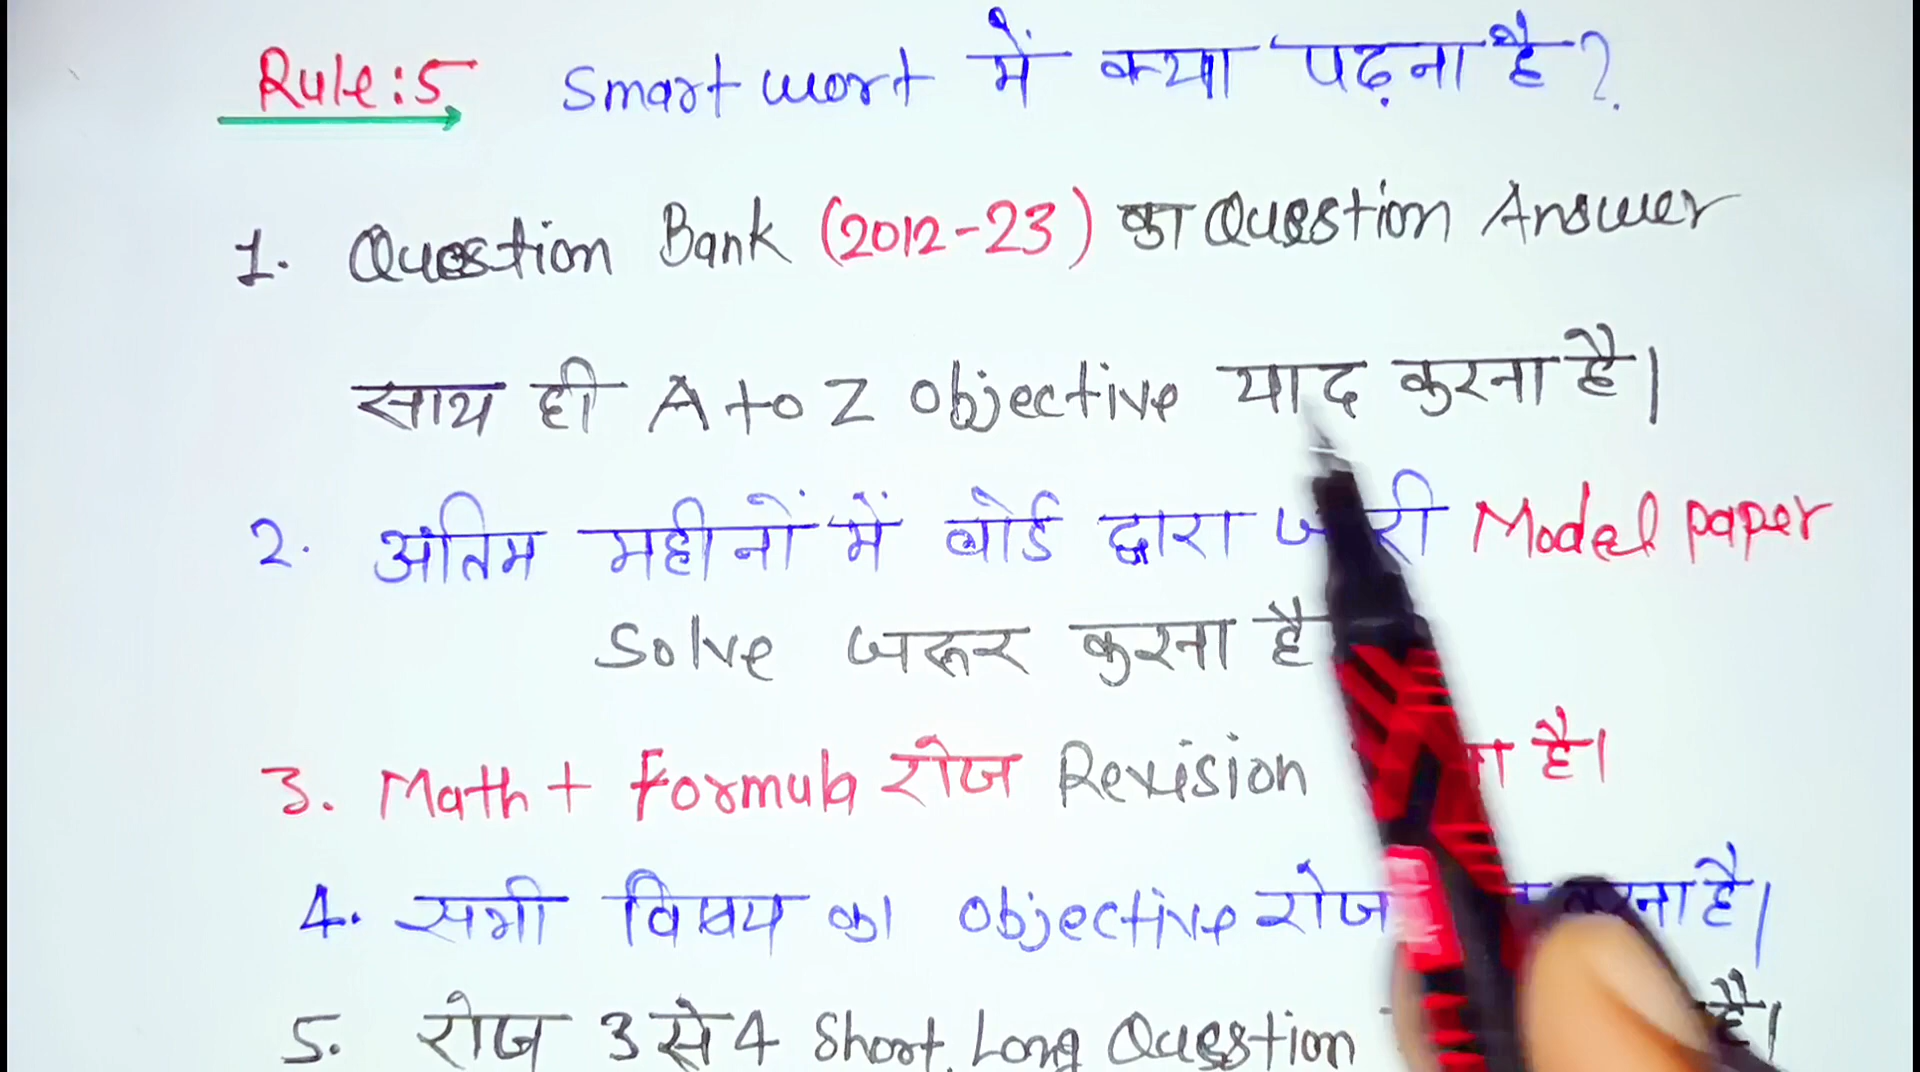 Rule:5 Smart wort में क्या पढ़ना है?
1. Question Bank (2012-23) का Question Answer
साथ ही A to Z objective याद करना है।
2. अंतिम महीनों में बोर्ड द्वारा Model paper
Solve जरूर करना है
3. Math + Formula रोज Revision है।
4. सभी विषय का objective रोज है।
5. रोज 3 से 4 Short, Long Question है।